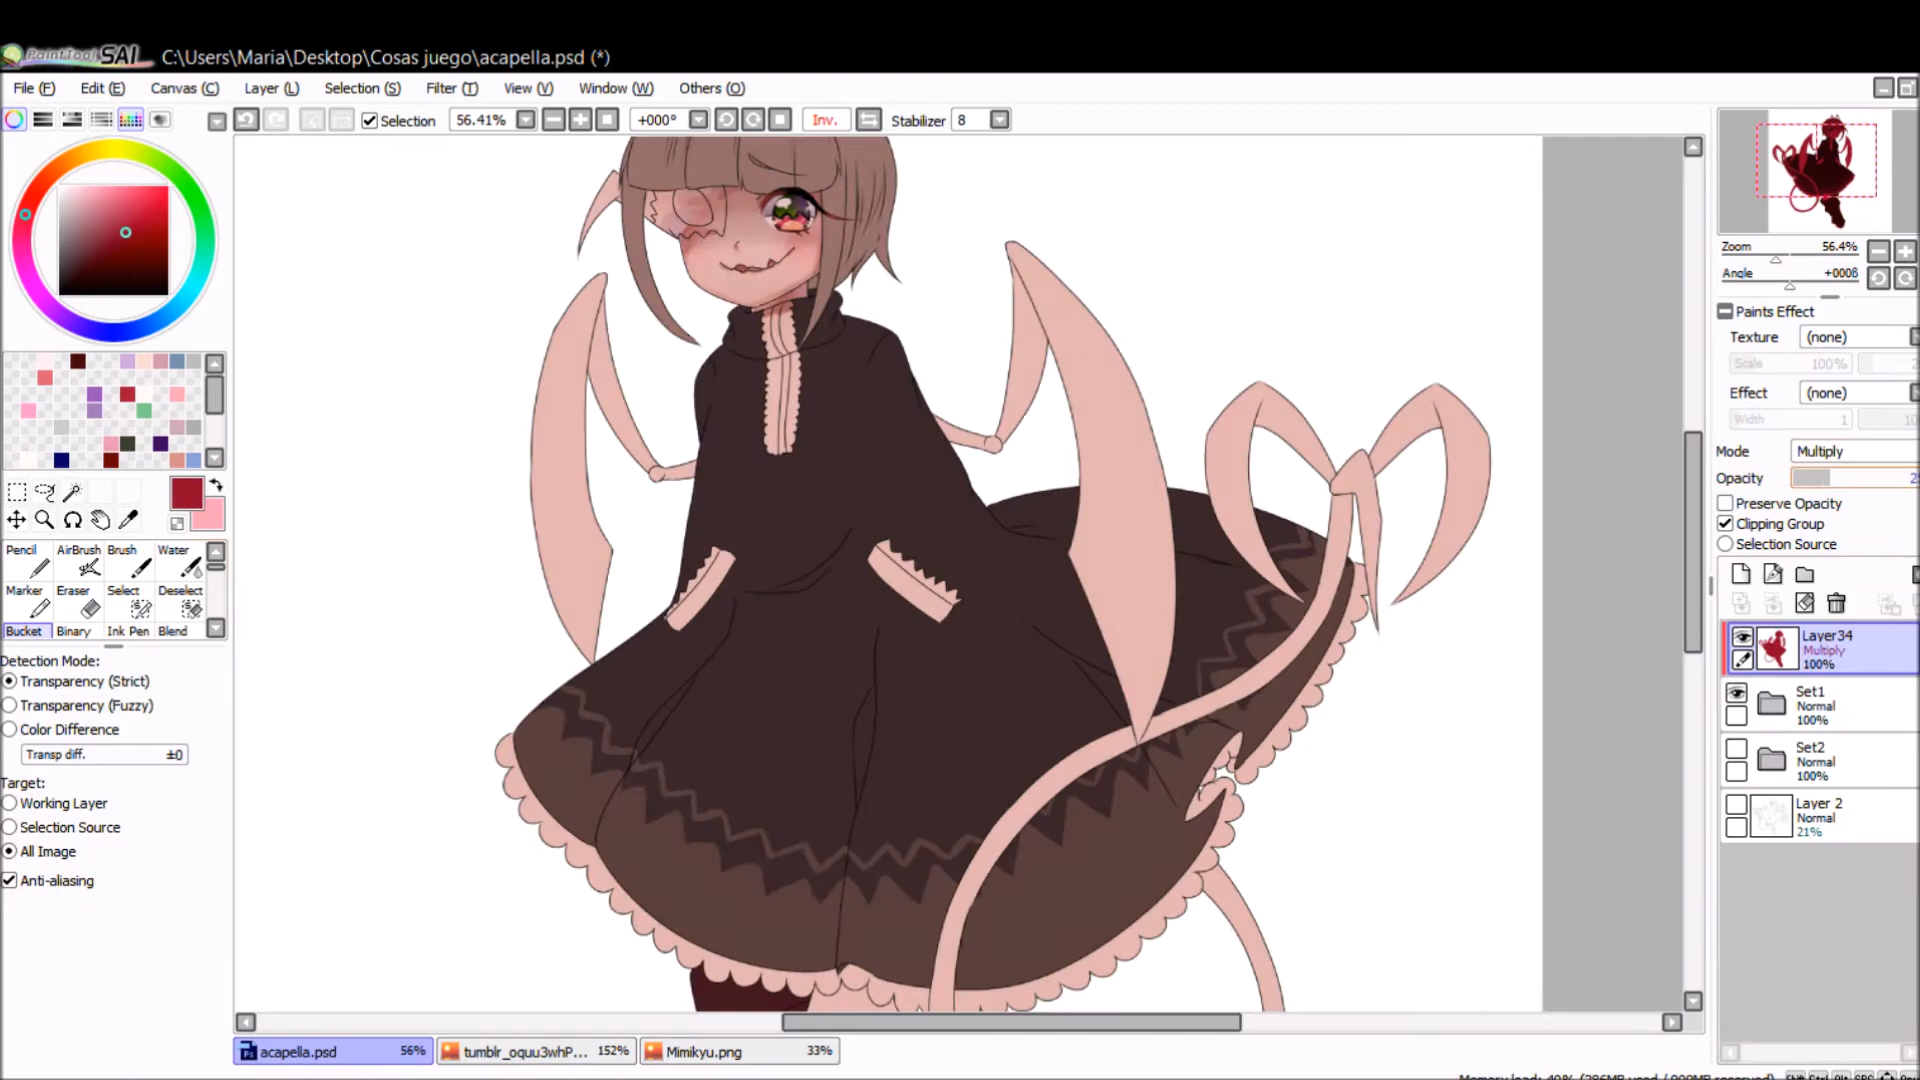 PaintTool SAI C:\Users\Maria\Desktop\Cosas juego\acapella.psd (*)
File (F) Edit (E) Canvas (C) Layer (L) Selection (S) Filter (T) View (V) Window (W) Others (O)
Selection 56.41% +000° Inv. Stabilizer 8
Zoom 56.4%
Angle +000ß
Paints Effect
Texture (none)
Scale 100% 2
Effect (none)
Width 1 10
Mode Multiply
Opacity
Preserve Opacity
Clipping Group
Selection Source
Pencil AirBrush Brush Water
Marker Eraser Select Deselect
Bucket Binary Ink Pen Blend
Detection Mode:
Transparency (Strict)
Transparency (Fuzzy)
Color Difference
Transp diff. ±0
Target:
Working Layer
Selection Source
All Image
Anti-aliasing
Layer34
Multiply
100%
Set1
Normal
100%
Set2
Normal
100%
Layer 2
Normal
21%
acapella.psd 56% tumblr_oquu3whP... 152% Mimikyu.png 33%